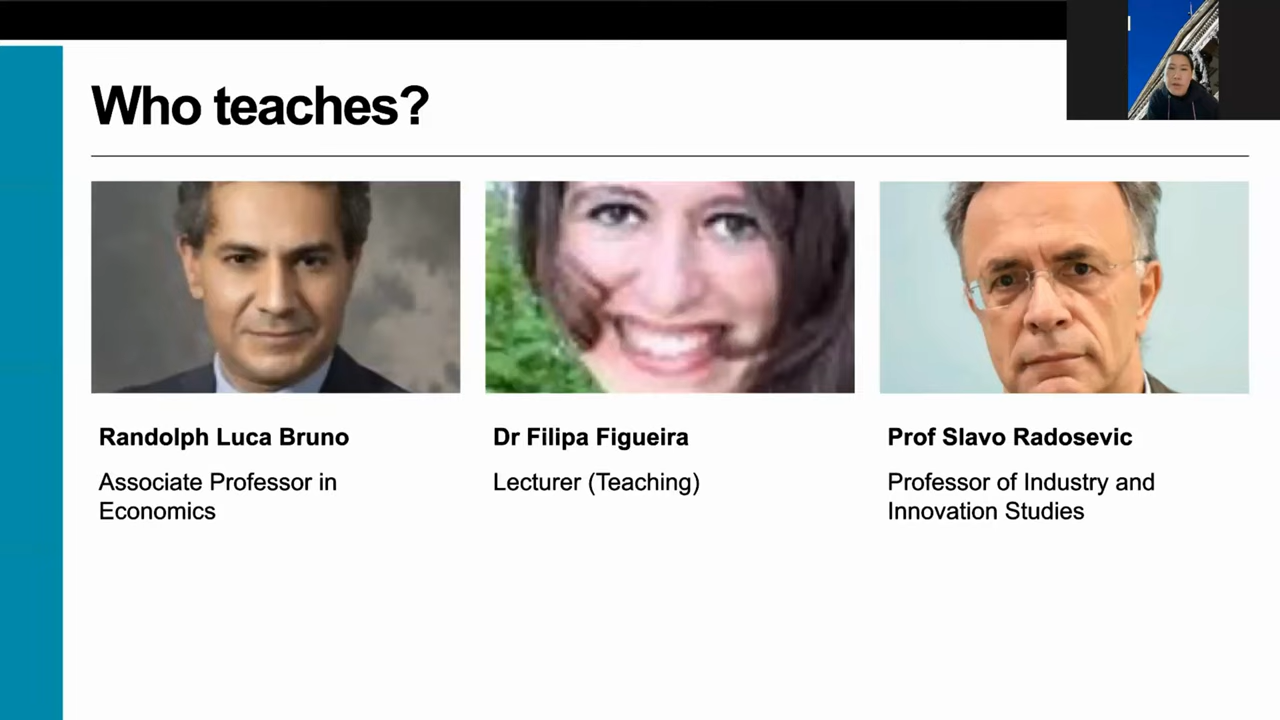 Who teaches?
Randolph Luca Bruno
Associate Professor in
Economics
Dr Filipa Figueira
Lecturer (Teaching)
Prof Slavo Radosevic
Professor of Industry and
Innovation Studies